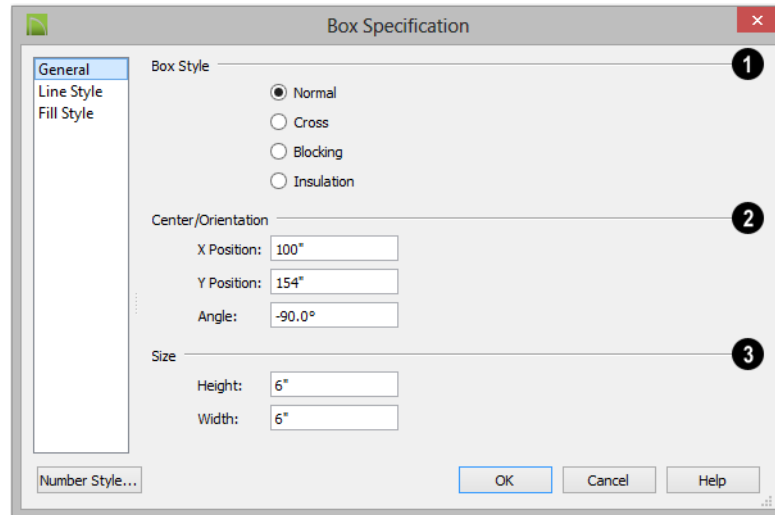 Box Specification
General
Line Style
Fill Style
Box Style 1
Normal
Cross
Blocking
Insulation
Center/Orientation 2
X Position: 100"
Y Position: 154"
Angle: -90.0°
Size 3
Height: 6"
Width: 6"
Number Style... OK Cancel Help